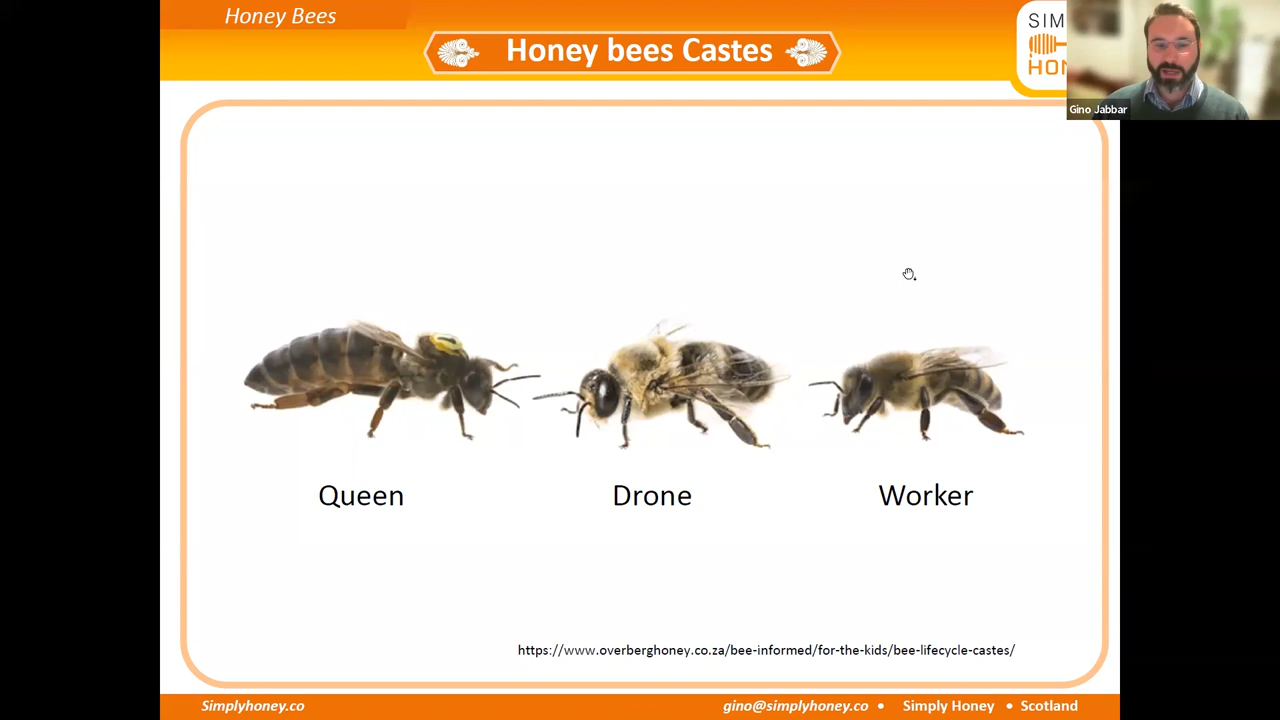 Honey Bees
Honey bees Castes
SIM
HON
Gino Jabbar
Queen
Drone
Worker
https://www.overberghoney.co.za/bee-informed/for-the-kids/bee-lifecycle-castes/
Simplyhoney.co
gino@simplyhoney.co • Simply Honey • Scotland